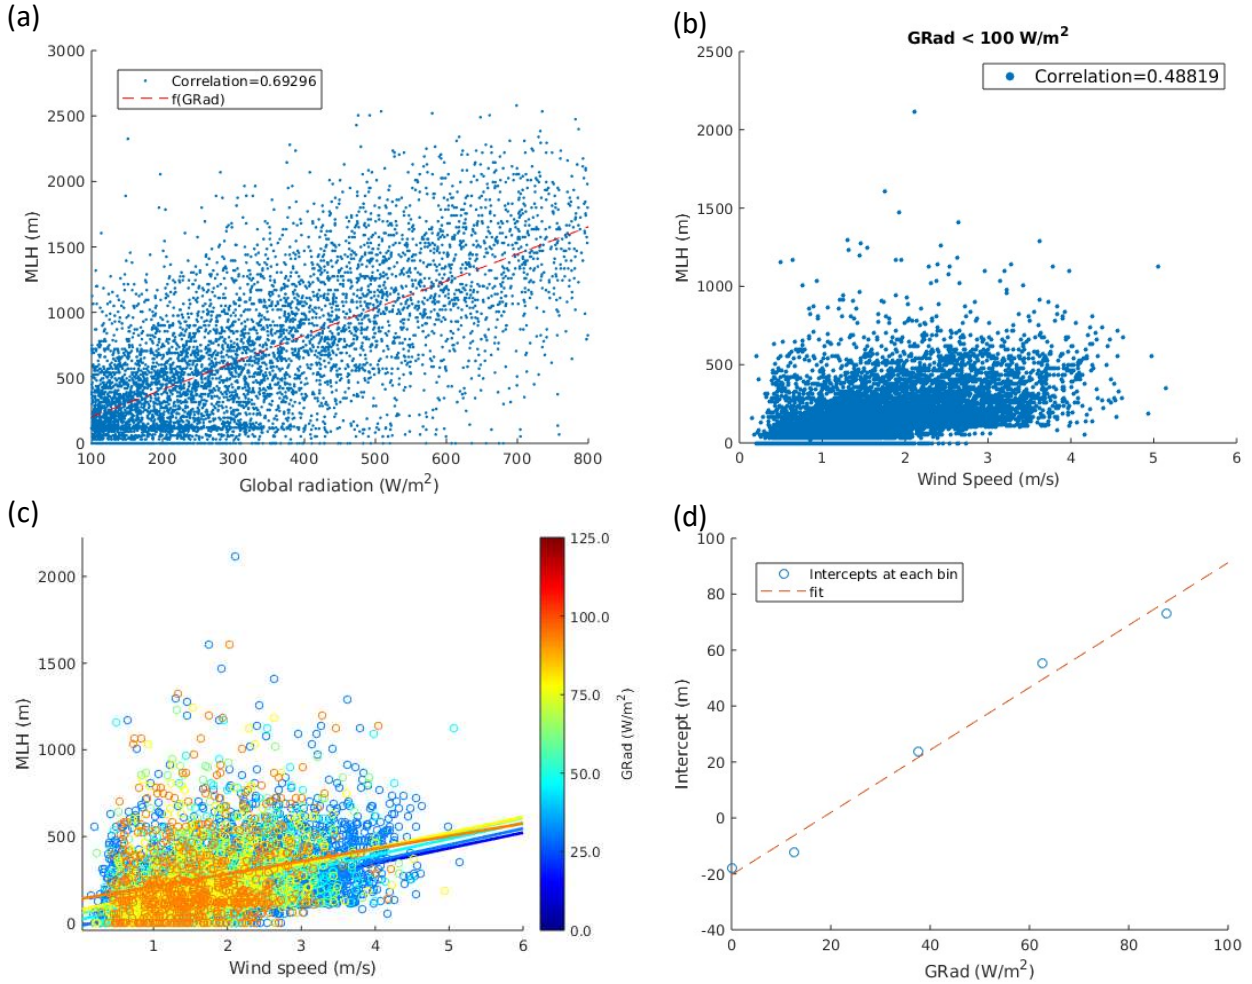 (a)
3000
2500
2000
1500
1000
500
0
MLH (m)
Correlation=0.69296
f(GRad)
100 200 300 400 500 600 700 800
Global radiation (W/m²)
(b)
GRad < 100 W/m²
2500
2000
1500
1000
500
0
MLH (m)
Correlation=0.48819
0 1 2 3 4 5 6
Wind Speed (m/s)
(c)
2000
1500
1000
500
0
MLH (m)
1 2 3 4 5 6
Wind speed (m/s)
125.0
100.0
75.0
50.0
25.0
0.0
GRad (W/m²)
(d)
100
80
60
40
20
0
-20
-40
Intercept (m)
Intercepts at each bin
fit
0 20 40 60 80 100
GRad (W/m²)